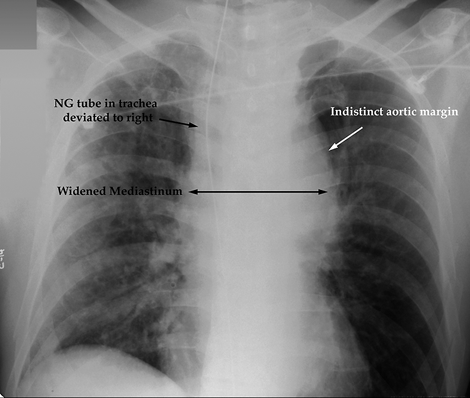 NG tube in trachea
deviated to right
Indistinct aortic margin
Widened Mediastinum